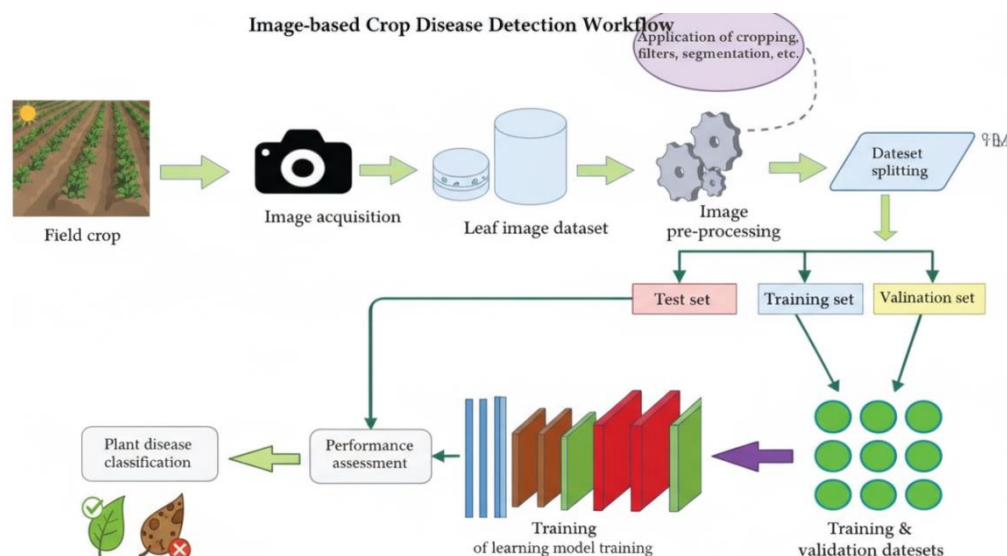 Image-based Crop Disease Detection Workflow
Application of cropping,
filters, segmentation, etc.
Field crop
Image acquisition
Leaf image dataset
Image
pre-processing
Dateset
splitting
Test set
Training set
Valination set
Plant disease
classification
Performance
assessment
Training
of learning model training
Training &
validation datesets